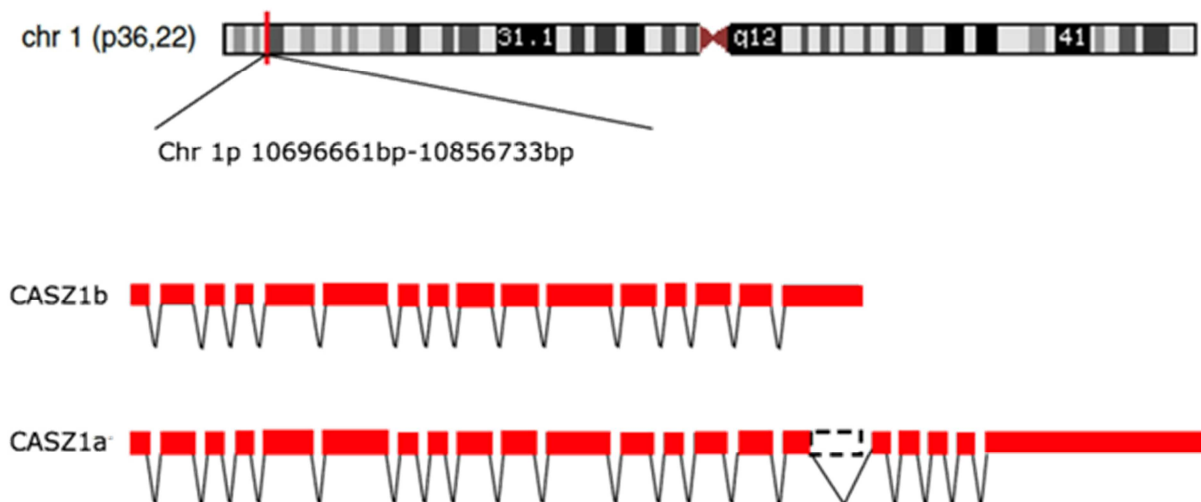 chr 1 (p36,22)
31.1
q12
41
Chr 1p 10696661bp-10856733bp
CASZ1b
CASZ1a